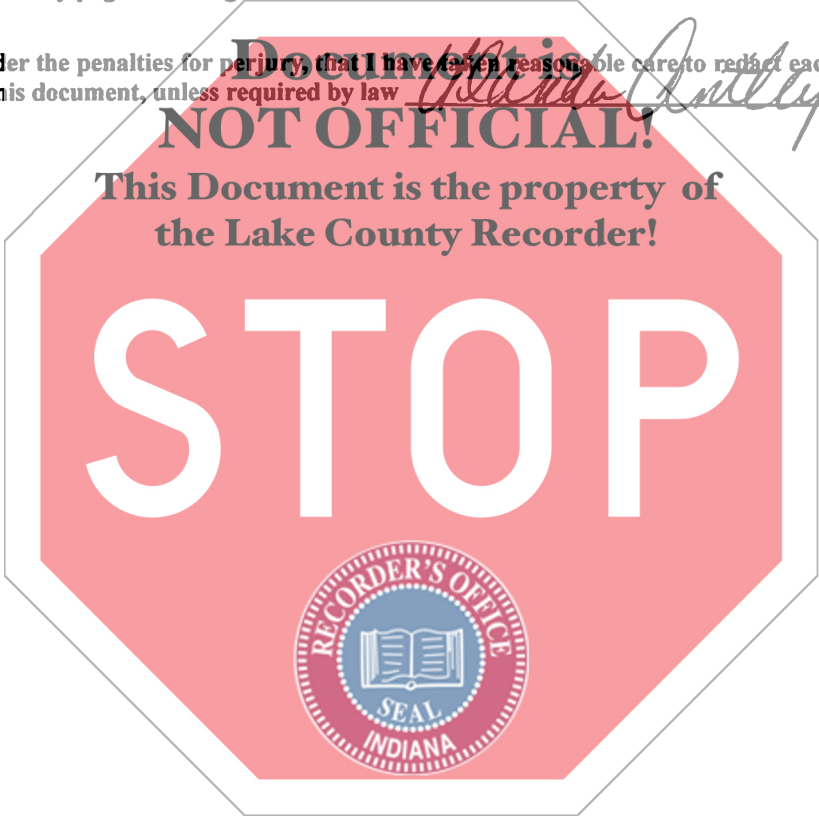 Document is
der the penalties for perjury, that I have taken reasonable care to redact eac
his document, unless required by law
NOT OFFICIAL!
This Document is the property of
the Lake County Recorder!
STOP
RECORDER'S OFFICE
SEAL
INDIANA